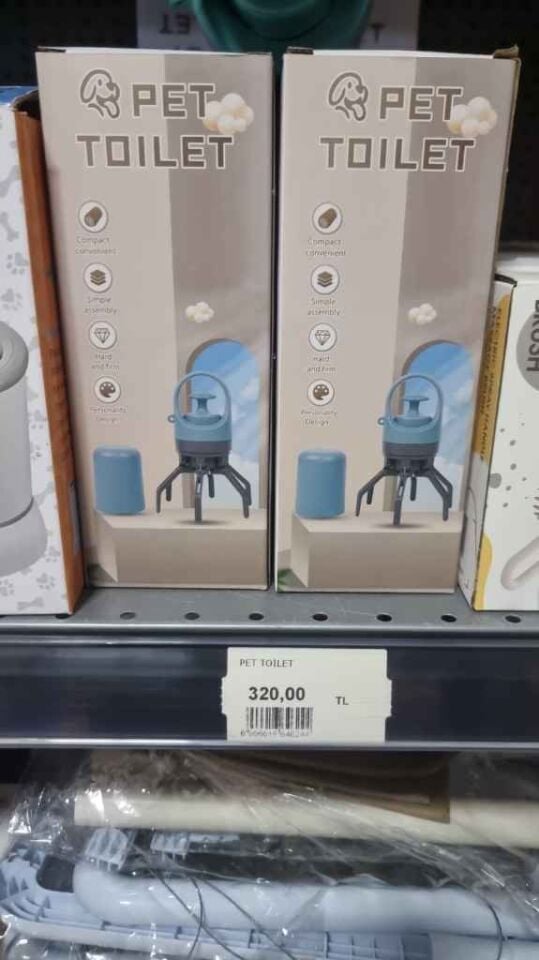 PET
TOILET
Compact
convenient
Simple
assembly
Hard
and firm
Personality
Design
PET
TOILET
Compact
convenient
Simple
assembly
Hard
and firm
Personality
Design
PET TOİLET
320,00 TL